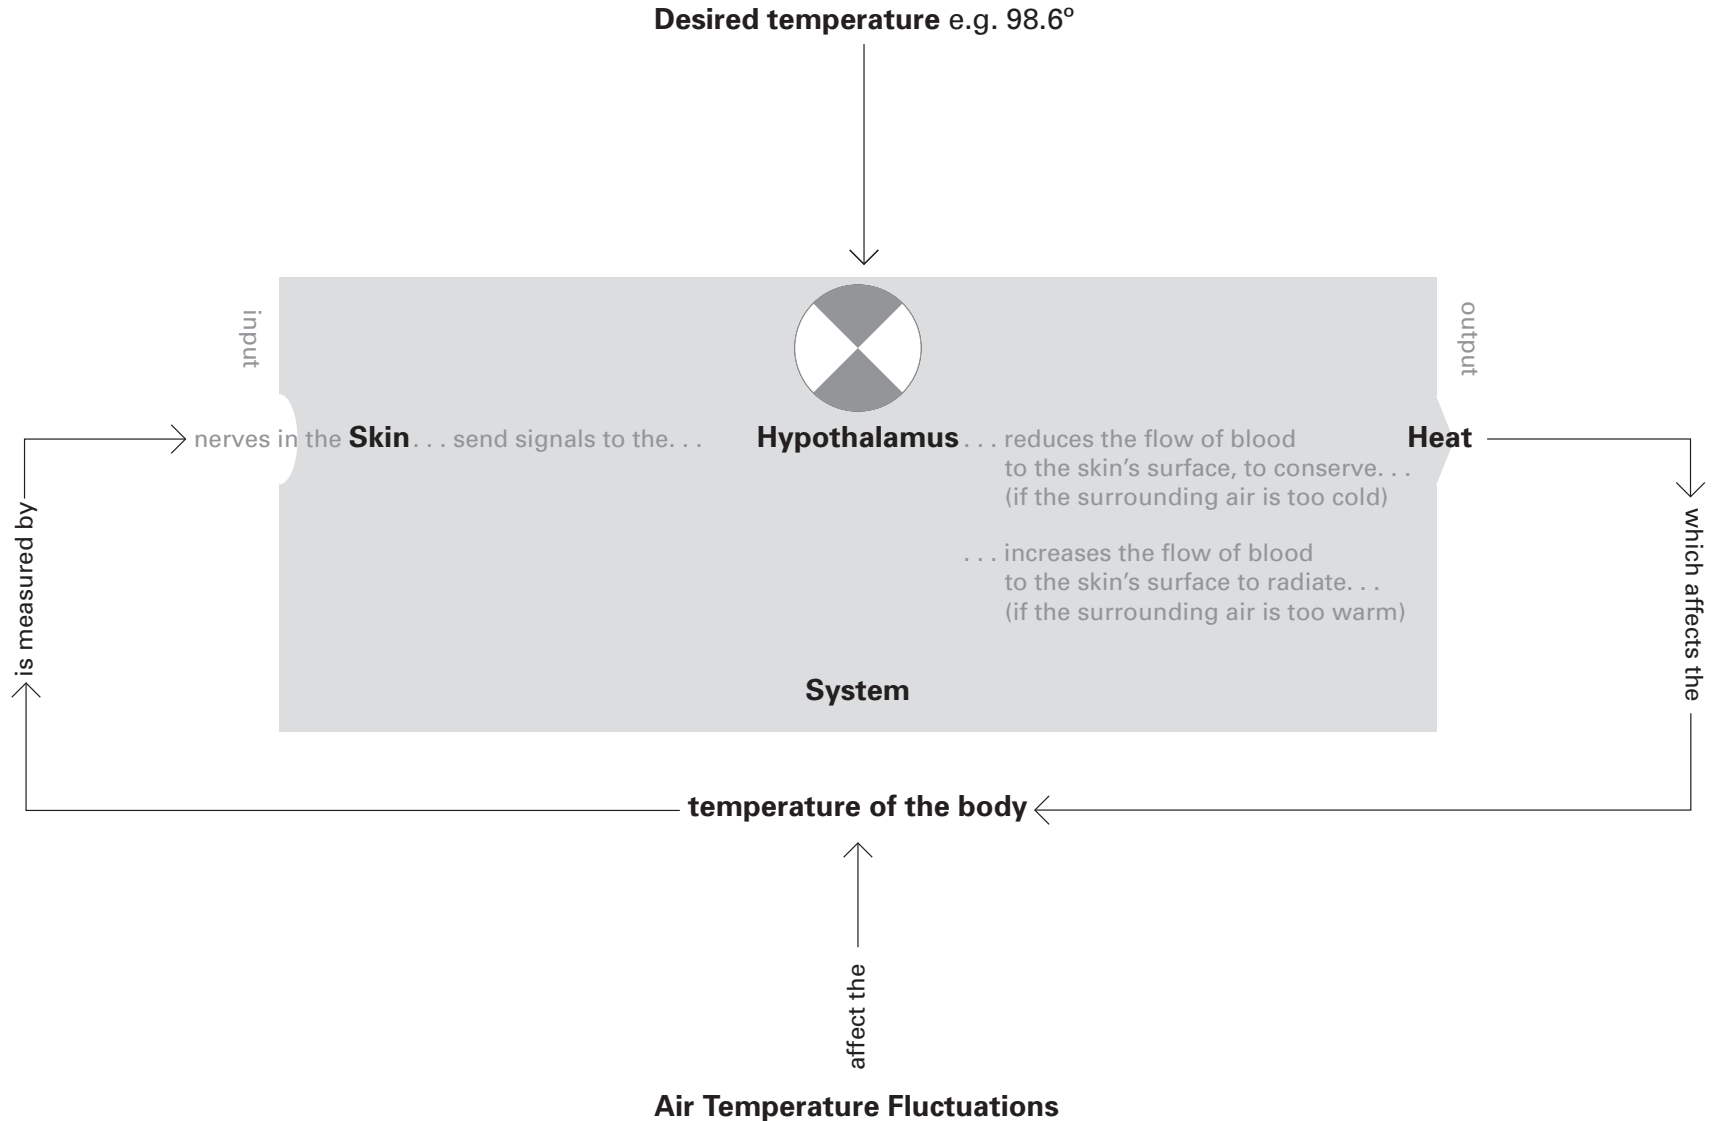 Desired temperature e.g. 98.6º
input
output
nerves in the Skin . . . send signals to the. . .
Hypothalamus . . . reduces the flow of blood
to the skin’s surface, to conserve. . .
(if the surrounding air is too cold)
. . . increases the flow of blood
to the skin’s surface to radiate. . .
(if the surrounding air is too warm)
Heat
which affects the
is measured by
System
temperature of the body
affect the
Air Temperature Fluctuations